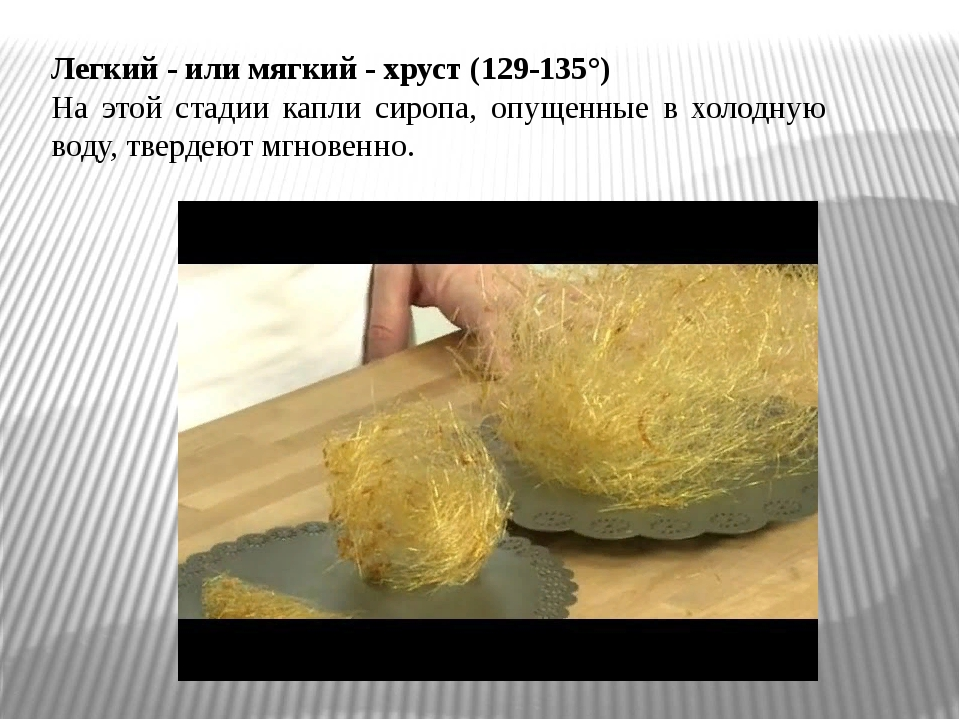 Легкий - или мягкий - хруст (129-135°)
На этой стадии капли сиропа, опущенные в холодную
воду, твердеют мгновенно.